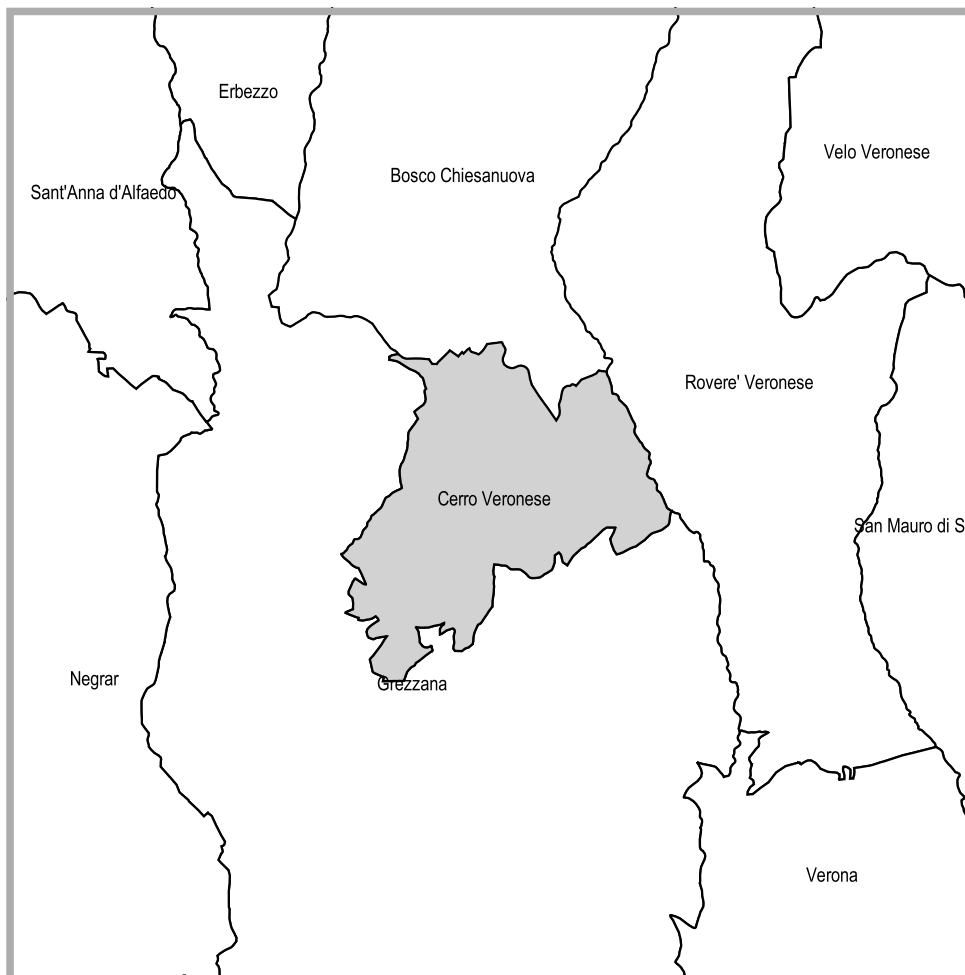 Erbezzo
Velo Veronese
Bosco Chiesanuova
Sant'Anna d'Alfaedo
Rovere' Veronese
Cerro Veronese
San Mauro di S
Negrar
Grezzana
Verona